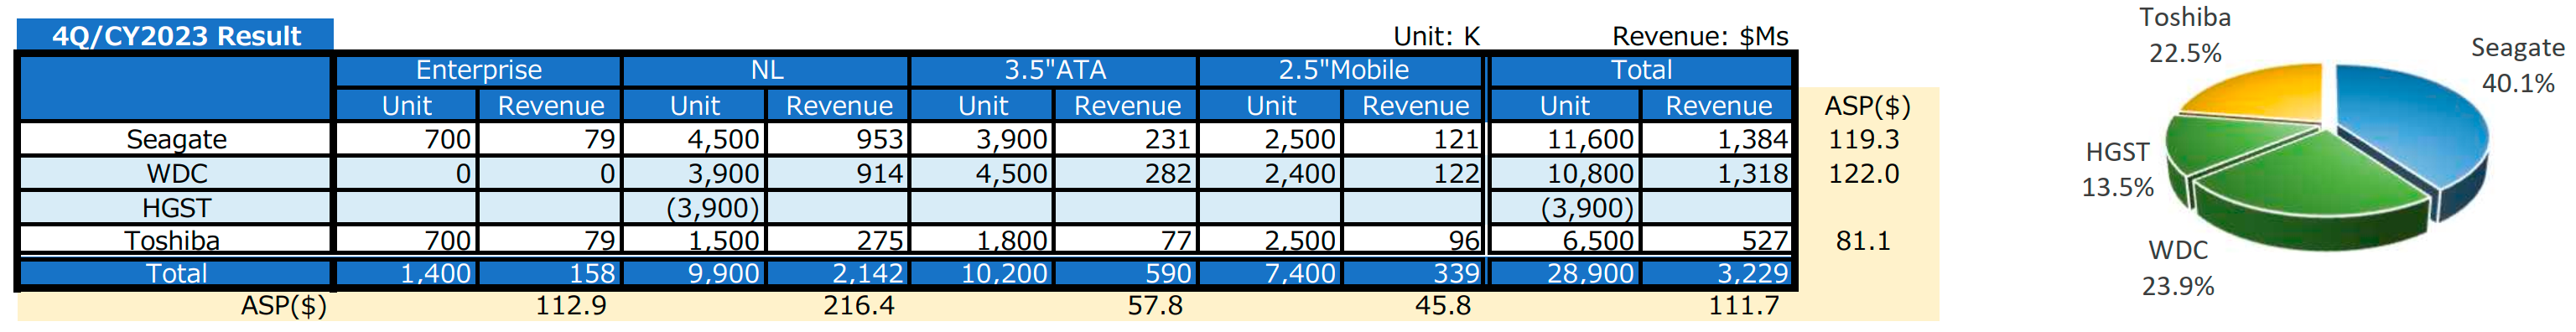 4Q/CY2023 Result Unit: K Revenue: $Ms
Enterprise NL 3.5"ATA 2.5"Mobile Total
Unit Revenue Unit Revenue Unit Revenue Unit Revenue Unit Revenue ASP($)
Seagate 700 79 4,500 953 3,900 231 2,500 121 11,600 1,384 119.3
WDC 0 0 3,900 914 4,500 282 2,400 122 10,800 1,318 122.0
HGST (3,900) (3,900)
Toshiba 700 79 1,500 275 1,800 77 2,500 96 6,500 527 81.1
Total 1,400 158 9,900 2,142 10,200 590 7,400 339 28,900 3,229
ASP($) 112.9 216.4 57.8 45.8 111.7
Toshiba
22.5%
Seagate
40.1%
HGST
13.5%
WDC
23.9%